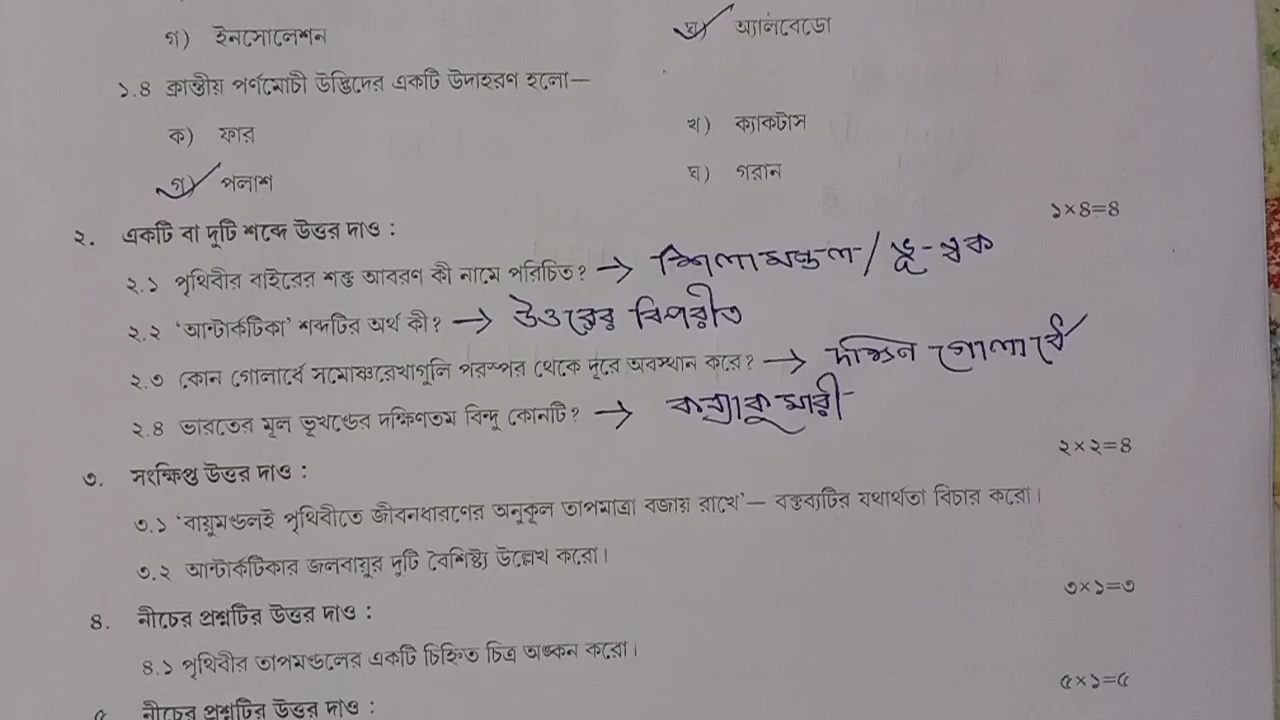 গ) ইনসোলেশন ঘ) অ্যালবেডো
১.৪ ক্রান্তীয় পর্ণমোচী উদ্ভিদের একটি উদাহরণ হলো—
ক) ফার খ) ক্যাকটাস
গ) পলাশ ঘ) গরান
২. একটি বা দুটি শব্দে উত্তর দাও : ১×৪=৪
২.১ পৃথিবীর বাইরের শক্ত আবরণ কী নামে পরিচিত? → শিলামন্ডল / ভূ-ত্বক
২.২ ‘আন্টার্কটিকা’ শব্দটির অর্থ কী? → উত্তরের বিপরীত
২.৩ কোন গোলার্ধে সমোষ্ণরেখাগুলি পরস্পর থেকে দূরে অবস্থান করে? → দক্ষিন গোলার্ধে
২.৪ ভারতের মূল ভূখণ্ডের দক্ষিণতম বিন্দু কোনটি? → কন্যাকুমারী
৩. সংক্ষিপ্ত উত্তর দাও : ২×২=৪
৩.১ ‘বায়ুমণ্ডলই পৃথিবীতে জীবনধারণের অনুকূল তাপমাত্রা বজায় রাখে’— বক্তব্যটির যথার্থতা বিচার করো।
৩.২ আন্টার্কটিকার জলবায়ুর দুটি বৈশিষ্ট্য উল্লেখ করো।
৪. নীচের প্রশ্নটির উত্তর দাও : ৩×১=৩
৪.১ পৃথিবীর তাপমণ্ডলের একটি চিহ্নিত চিত্র অঙ্কন করো।
৫ নীচের প্রশ্নটির উত্তর দাও : ৫×১=৫